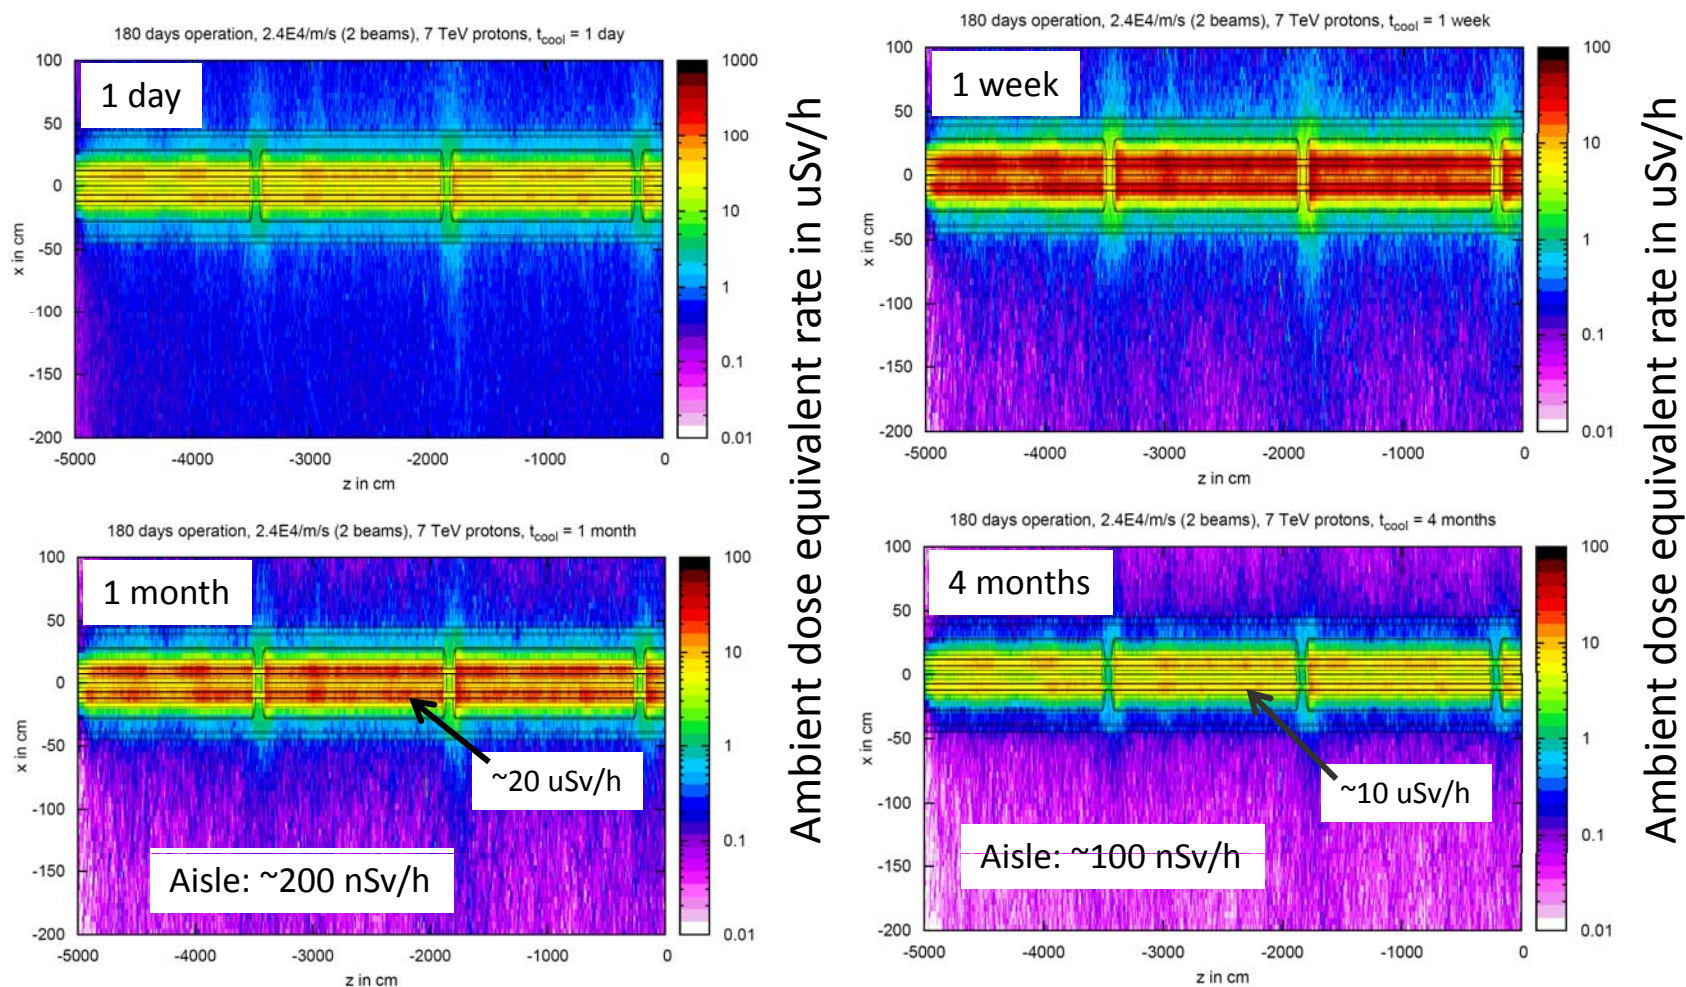 180 days operation, 2.4E4/m/s (2 beams), 7 TeV protons, tcool = 1 day
1 day
100
50
0
-50
-100
-150
-200
x in cm
-5000 -4000 -3000 -2000 -1000 0
z in cm
1000
100
10
1
0.1
0.01
Ambient dose equivalent rate in uSv/h
180 days operation, 2.4E4/m/s (2 beams), 7 TeV protons, tcool = 1 week
1 week
100
50
0
-50
-100
-150
-200
x in cm
-5000 -4000 -3000 -2000 -1000 0
z in cm
100
10
1
0.1
0.01
Ambient dose equivalent rate in uSv/h
180 days operation, 2.4E4/m/s (2 beams), 7 TeV protons, tcool = 1 month
1 month
~20 uSv/h
Aisle: ~200 nSv/h
100
50
0
-50
-100
-150
-200
x in cm
-5000 -4000 -3000 -2000 -1000 0
z in cm
100
10
1
0.1
0.01
180 days operation, 2.4E4/m/s (2 beams), 7 TeV protons, tcool = 4 months
4 months
~10 uSv/h
Aisle: ~100 nSv/h
100
50
0
-50
-100
-150
-200
x in cm
-5000 -4000 -3000 -2000 -1000 0
z in cm
100
10
1
0.1
0.01